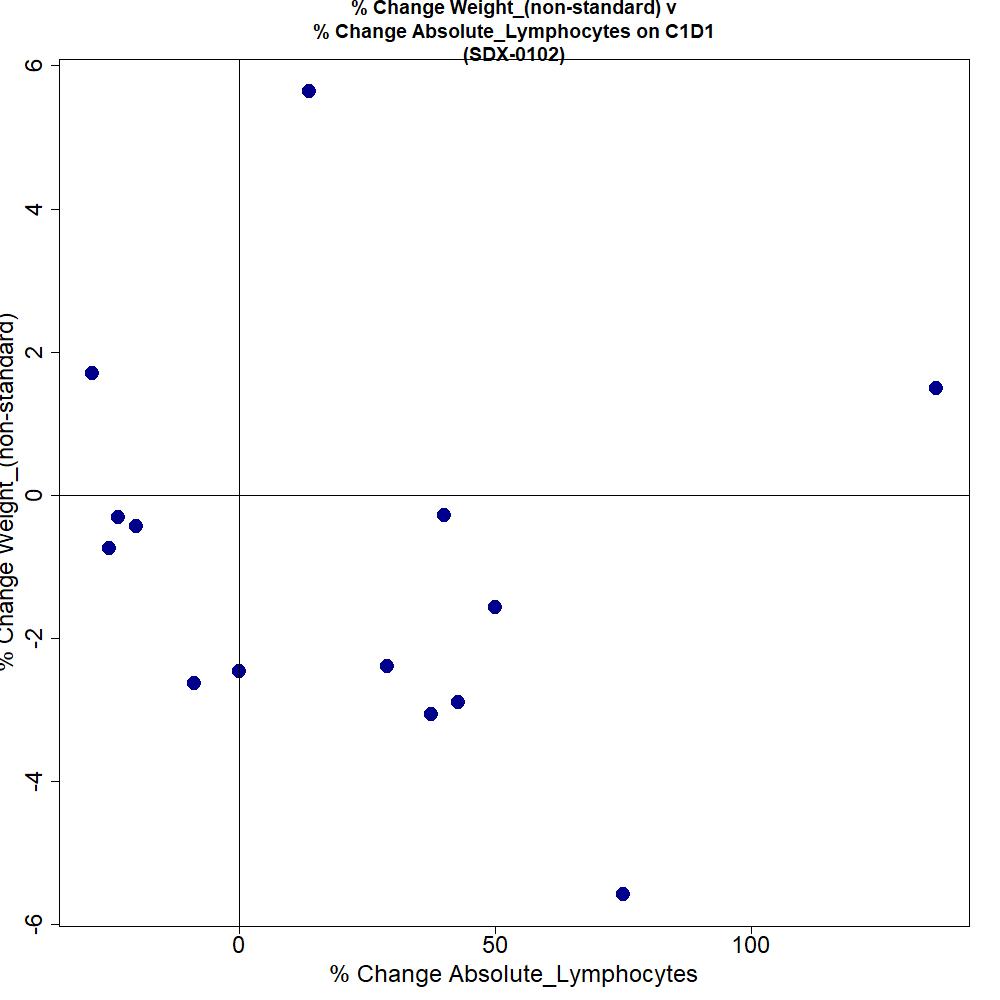 % Change Weight_(non-standard) v
% Change Absolute_Lymphocytes on C1D1
(SDX-0102)
6
4
2
0
-2
-4
-6
% Change Weight_(non-standard)
0
50
100
% Change Absolute_Lymphocytes